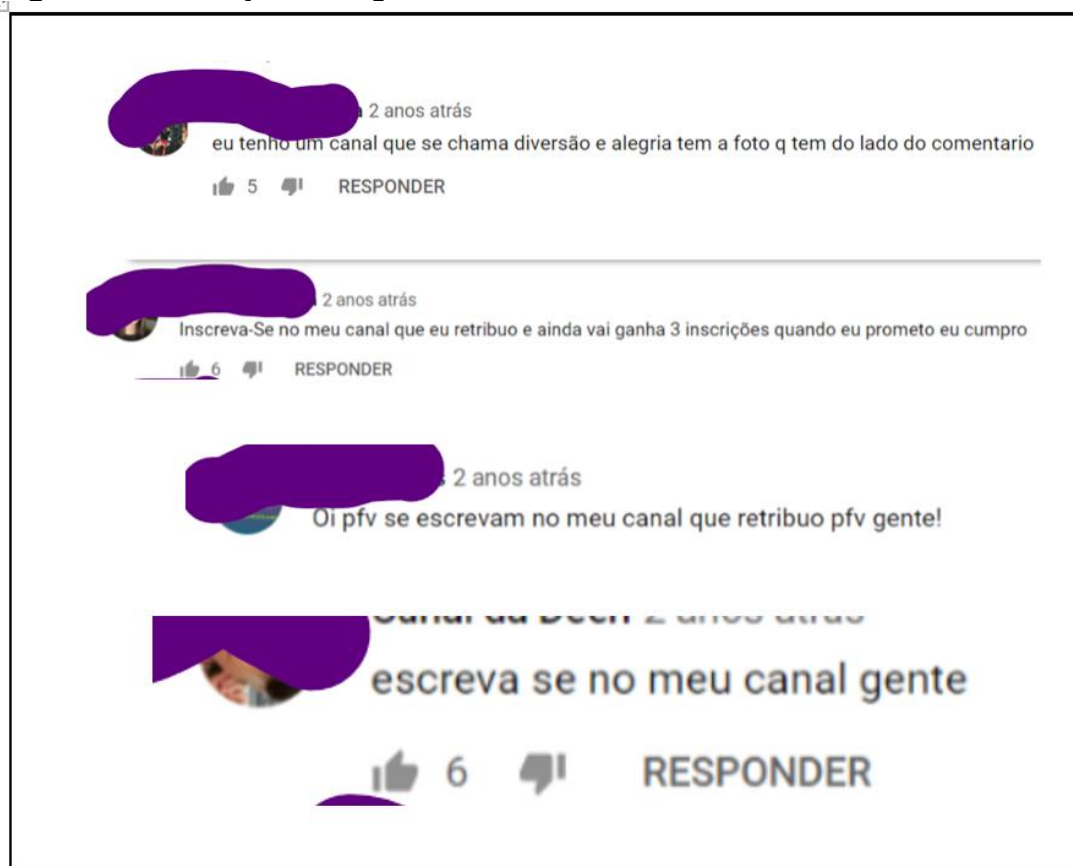 2 anos atrás
eu tenho um canal que se chama diversão e alegria tem a foto q tem do lado do comentario
5 RESPONDER
2 anos atrás
Inscreva-Se no meu canal que eu retribuo e ainda vai ganha 3 inscrições quando eu prometo eu cumpro
6 RESPONDER
2 anos atrás
Oi pfv se escrevam no meu canal que retribuo pfv gente!
2 anos atrás
escreva se no meu canal gente
6 RESPONDER